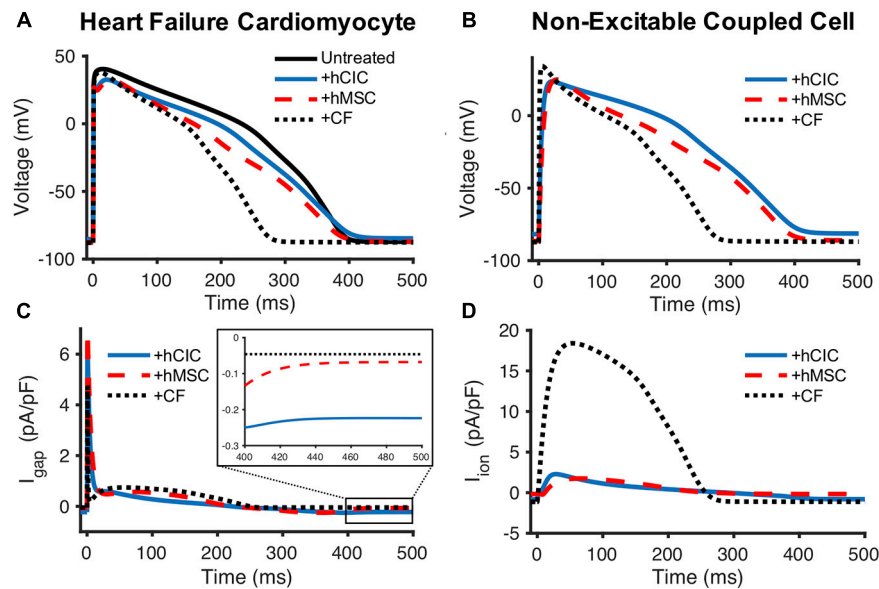 A Heart Failure Cardiomyocyte
B Non-Excitable Coupled Cell
50
0
-50
-100
Voltage (mV)
Untreated
+hCIC
+hMSC
+CF
0 100 200 300 400 500
Time (ms)
0
-50
-100
Voltage (mV)
+hCIC
+hMSC
+CF
0 100 200 300 400 500
Time (ms)
C
6
4
2
0
Igap (pA/pF)
+hCIC
+hMSC
+CF
0
-0.1
-0.2
-0.3
400 420 440 460 480 500
0 100 200 300 400 500
Time (ms)
D
20
15
10
5
0
-5
Iion (pA/pF)
+hCIC
+hMSC
+CF
0 100 200 300 400 500
Time (ms)